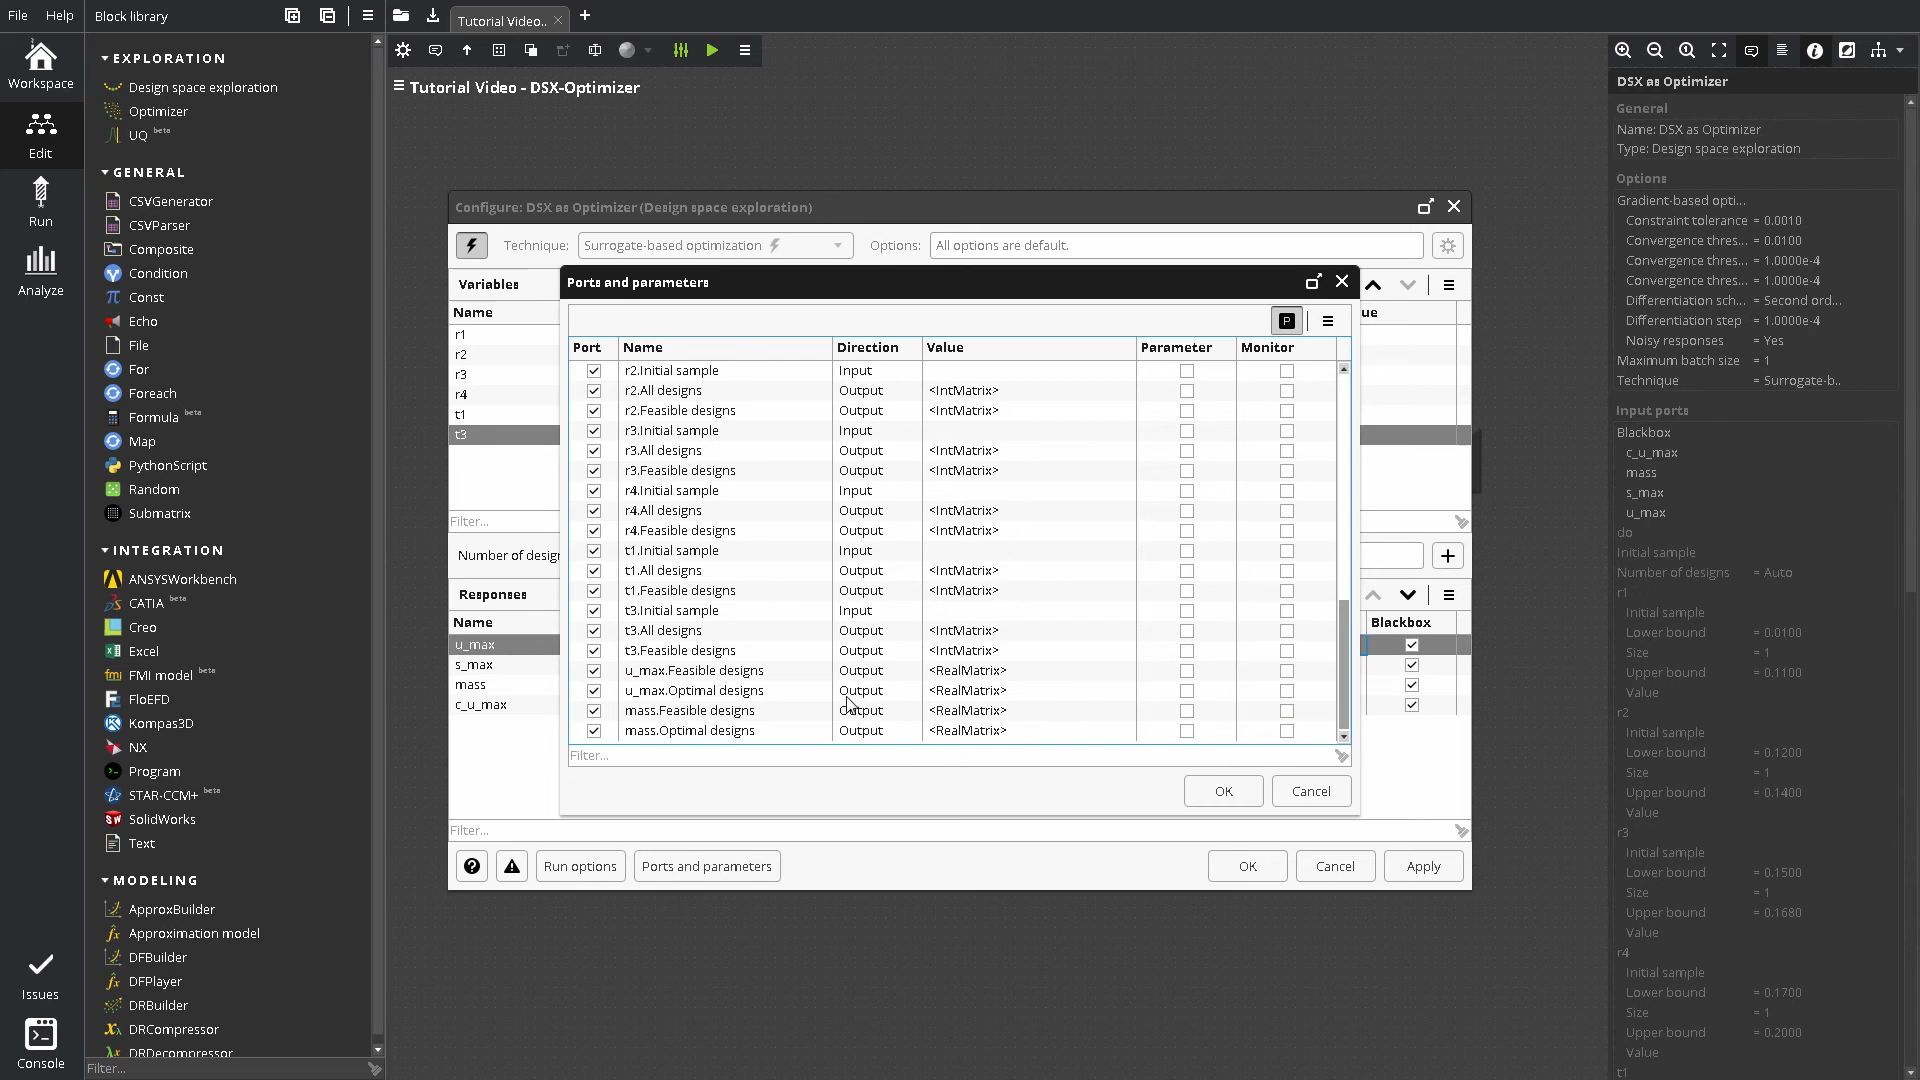 File Help Block library
Tutorial Video..
Workspace
Edit
Run
Analyze
Issues
Console
EXPLORATION
Design space exploration
Optimizer
UQ beta
GENERAL
CSVGenerator
CSVParser
Composite
Condition
Const
Echo
File
For
Foreach
Formula beta
Map
PythonScript
Random
Submatrix
INTEGRATION
ANSYSWorkbench
CATIA beta
Creo
Excel
FMI model beta
FloEFD
Kompas3D
NX
Program
STAR-CCM+ beta
SolidWorks
Text
MODELING
ApproxBuilder
Approximation model
DFBuilder
DFPlayer
DRBuilder
DRCompressor
DRDecompressor
Filter...
Tutorial Video - DSX-Optimizer
Configure: DSX as Optimizer (Design space exploration)
Technique: Surrogate-based optimization Options: All options are default.
Variables
Name
r1
r2
r3
r4
t1
t3
Filter...
Number of desig
Responses
Name Blackbox
u_max
s_max
mass
c_u_max
Filter...
Run options Ports and parameters OK Cancel Apply
Ports and parameters
P
Port Name Direction Value Parameter Monitor
r2.Initial sample Input
r2.All designs Output <IntMatrix>
r2.Feasible designs Output <IntMatrix>
r3.Initial sample Input
r3.All designs Output <IntMatrix>
r3.Feasible designs Output <IntMatrix>
r4.Initial sample Input
r4.All designs Output <IntMatrix>
r4.Feasible designs Output <IntMatrix>
t1.Initial sample Input
t1.All designs Output <IntMatrix>
t1.Feasible designs Output <IntMatrix>
t3.Initial sample Input
t3.All designs Output <IntMatrix>
t3.Feasible designs Output <IntMatrix>
u_max.Feasible designs Output <RealMatrix>
u_max.Optimal designs Output <RealMatrix>
mass.Feasible designs Output <RealMatrix>
mass.Optimal designs Output <RealMatrix>
Filter...
OK Cancel
DSX as Optimizer
General
Name: DSX as Optimizer
Type: Design space exploration
Options
Gradient-based opti...
Constraint tolerance = 0.0010
Convergence thres... = 0.0100
Convergence thres... = 1.0000e-4
Convergence thres... = 1.0000e-4
Differentiation sch... = Second ord...
Differentiation step = 1.0000e-4
Noisy responses = Yes
Maximum batch size = 1
Technique = Surrogate-b..
Input ports
Blackbox
c_u_max
mass
s_max
u_max
do
Initial sample
Number of designs = Auto
r1
Initial sample
Lower bound = 0.0100
Size = 1
Upper bound = 0.1100
Value
r2
Initial sample
Lower bound = 0.1200
Size = 1
Upper bound = 0.1400
Value
r3
Initial sample
Lower bound = 0.1500
Size = 1
Upper bound = 0.1680
Value
r4
Initial sample
Lower bound = 0.1700
Size = 1
Upper bound = 0.2000
Value
t1